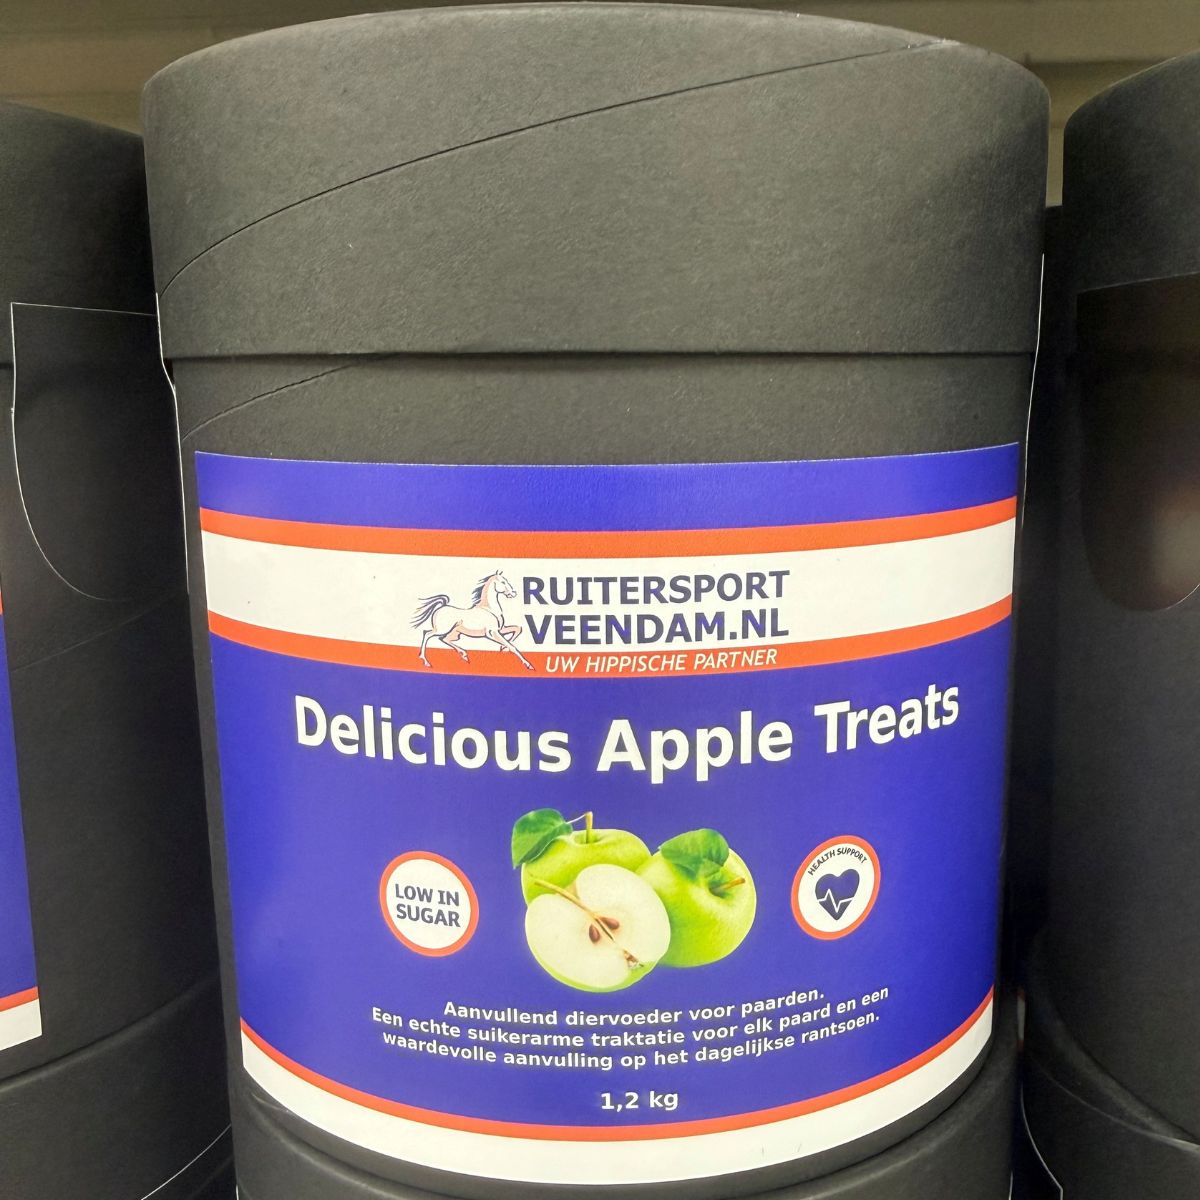 RUITERSPORT
VEENDAM.NL
UW HIPPISCHE PARTNER
Delicious Apple Treats
LOW IN
SUGAR
HEALTH SUPPORT
Aanvullend diervoeder voor paarden.
Een echte suikerarme traktatie voor elk paard en een
waardevolle aanvulling op het dagelijkse rantsoen.
1,2 kg